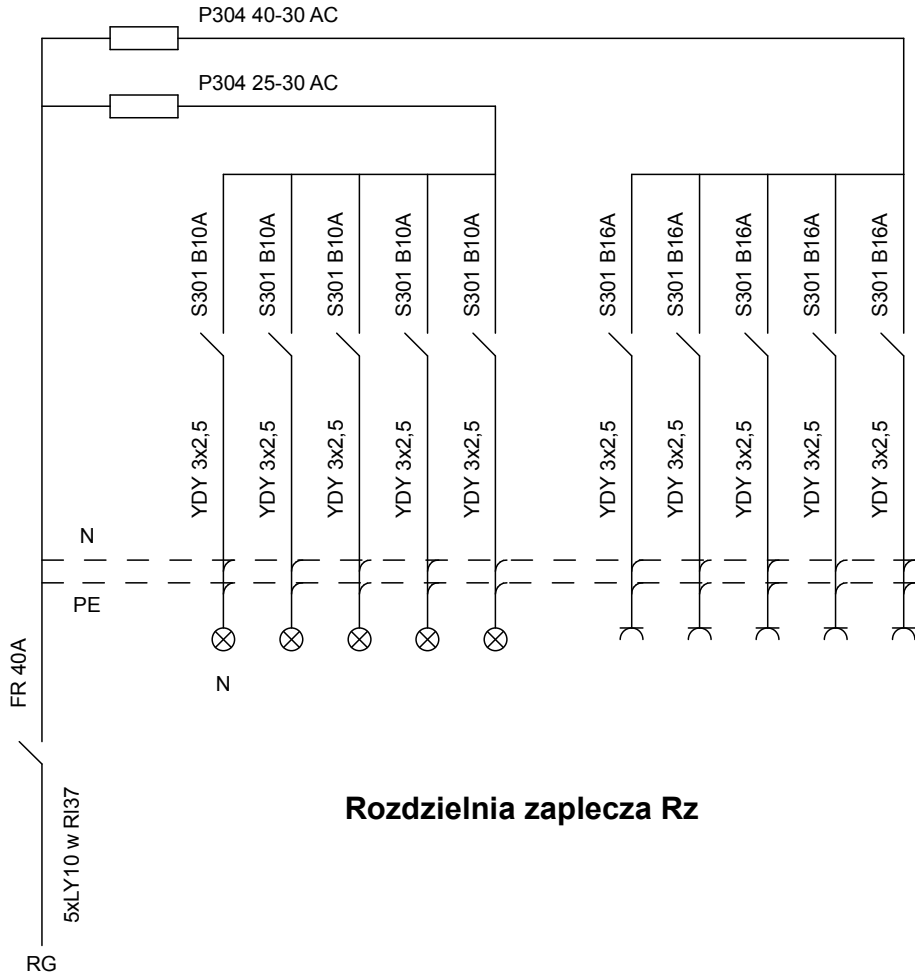 P304 40-30 AC
P304 25-30 AC
S301 B10A
S301 B10A
S301 B10A
S301 B10A
S301 B10A
S301 B16A
S301 B16A
S301 B16A
S301 B16A
S301 B16A
YDY 3x2,5
YDY 3x2,5
YDY 3x2,5
YDY 3x2,5
YDY 3x2,5
YDY 3x2,5
YDY 3x2,5
YDY 3x2,5
YDY 3x2,5
YDY 3x2,5
N
PE
N
FR 40A
Rozdzielnia zaplecza Rz
5xLY10 w RI37
RG